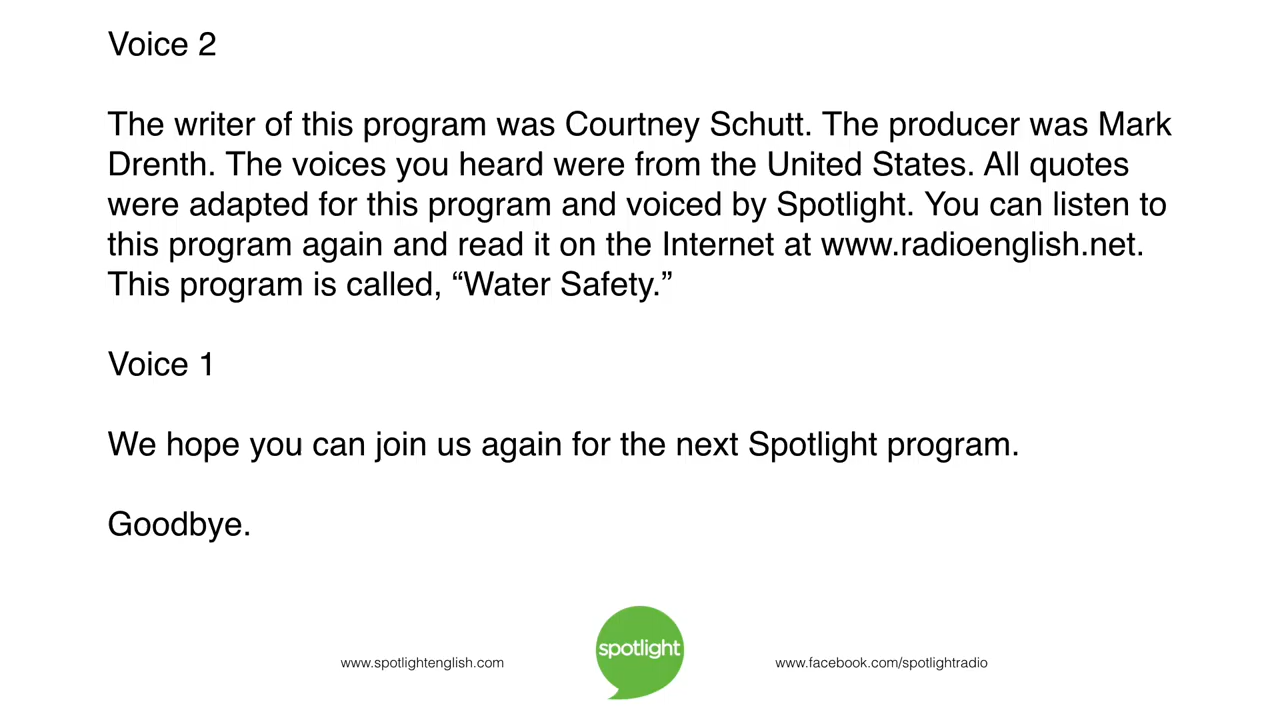 Voice 2
The writer of this program was Courtney Schutt. The producer was Mark
Drenth. The voices you heard were from the United States. All quotes
were adapted for this program and voiced by Spotlight. You can listen to
this program again and read it on the Internet at www.radioenglish.net.
This program is called, “Water Safety.”
Voice 1
We hope you can join us again for the next Spotlight program.
Goodbye.
www.spotlightenglish.com
spotlight
www.facebook.com/spotlightradio